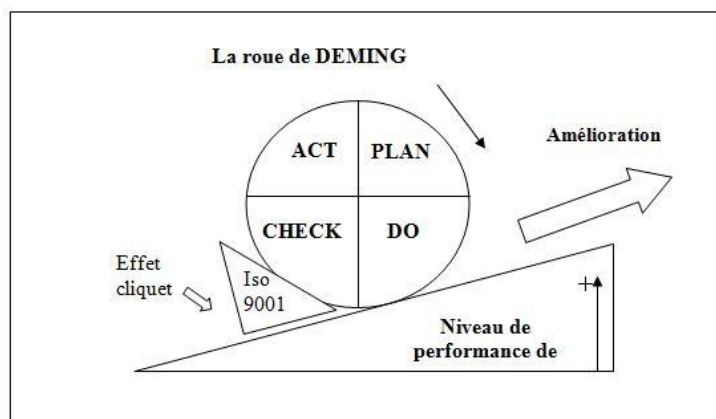 La roue de DEMING
Amélioration
ACT
PLAN
CHECK
DO
Effet
cliquet
Iso
9001
+
Niveau de
performance de